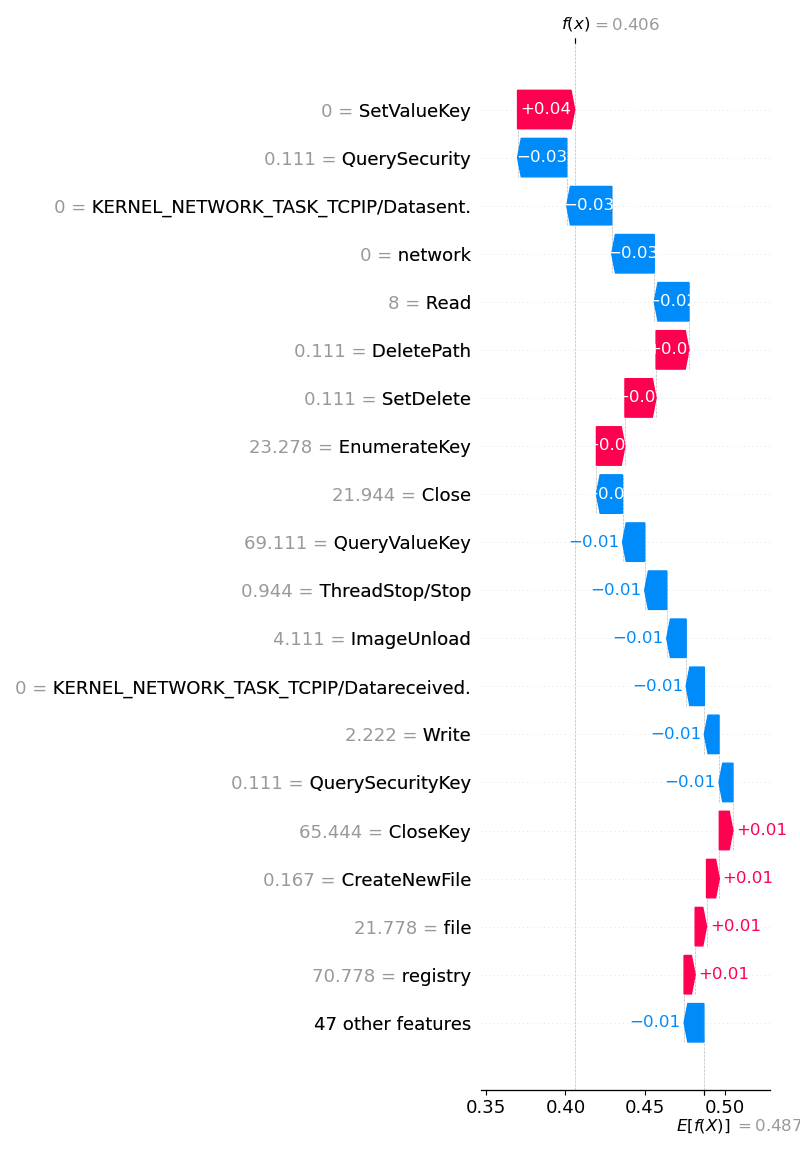 f(x) = 0.406
0 = SetValueKey
+0.04
0.111 = QuerySecurity
−0.03
0 = KERNEL_NETWORK_TASK_TCPIP/Datasent.
−0.03
0 = network
−0.03
8 = Read
−0.02
0.111 = DeletePath
0.111 = SetDelete
23.278 = EnumerateKey
21.944 = Close
69.111 = QueryValueKey
−0.01
0.944 = ThreadStop/Stop
−0.01
4.111 = ImageUnload
−0.01
0 = KERNEL_NETWORK_TASK_TCPIP/Datareceived.
−0.01
2.222 = Write
−0.01
0.111 = QuerySecurityKey
−0.01
65.444 = CloseKey
+0.01
0.167 = CreateNewFile
+0.01
21.778 = file
+0.01
70.778 = registry
+0.01
47 other features
−0.01
0.35 0.40 0.45 0.50
E[f(X)] = 0.487